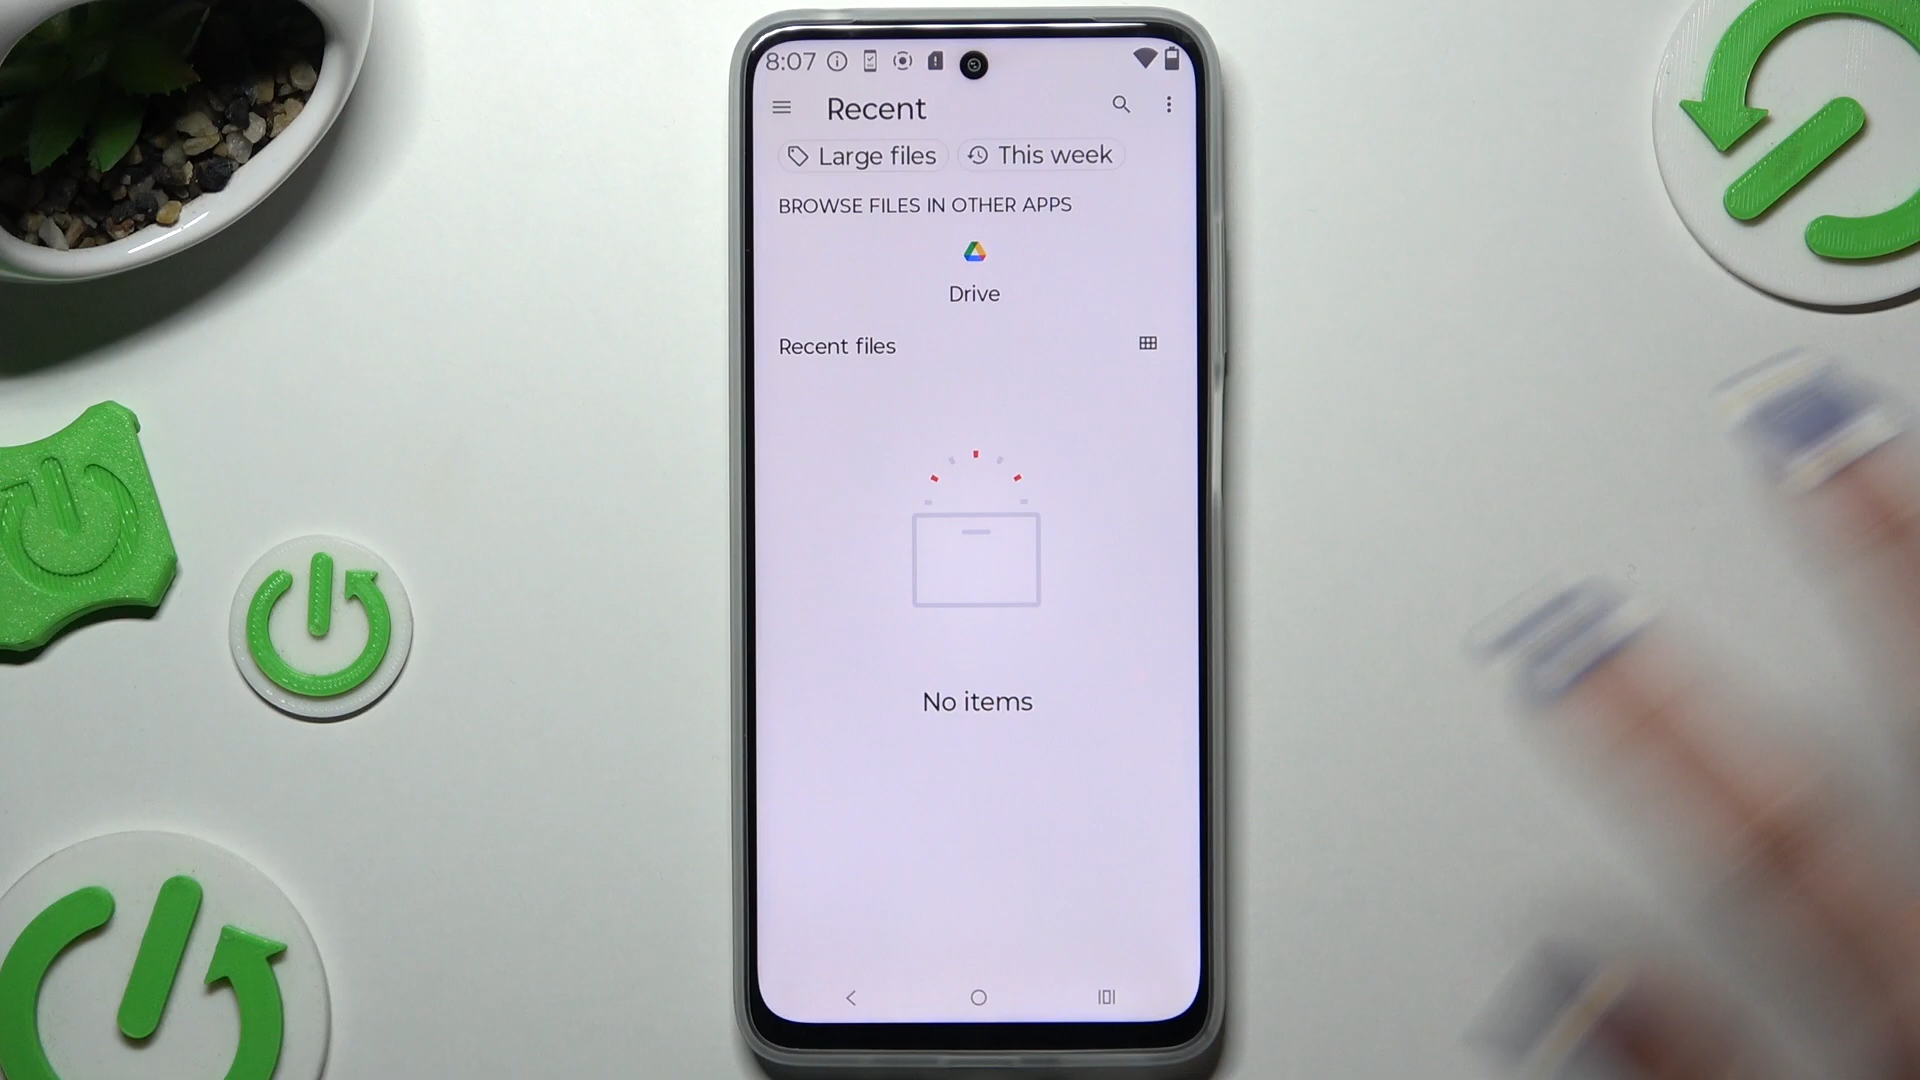 8:07
Recent
Large files This week
BROWSE FILES IN OTHER APPS
Drive
Recent files
No items